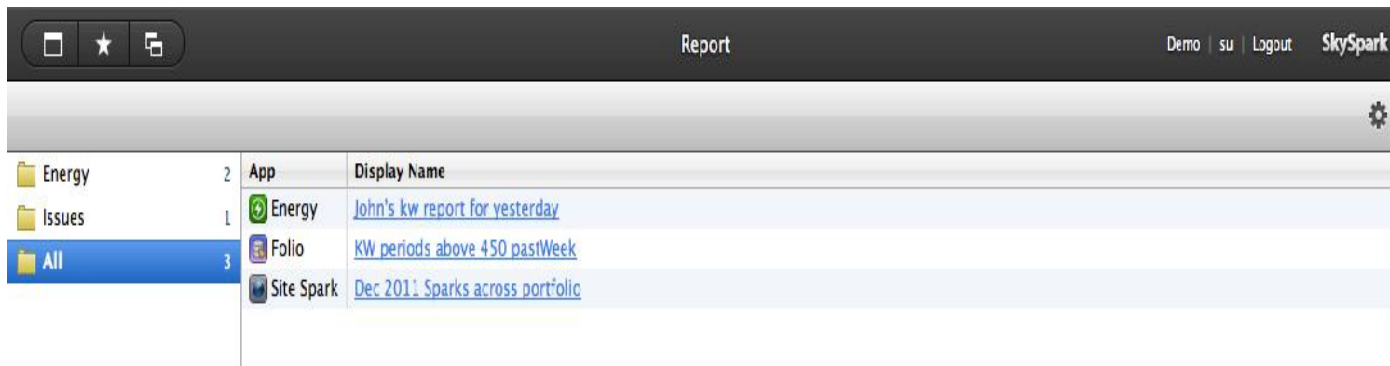 Report
Demo | su | Logout SkySpark
Energy 2
Issues 1
All 3
App Display Name
Energy John's kw report for yesterday
Folio KW periods above 450 pastWeek
Site Spark Dec 2011 Sparks across portfolio